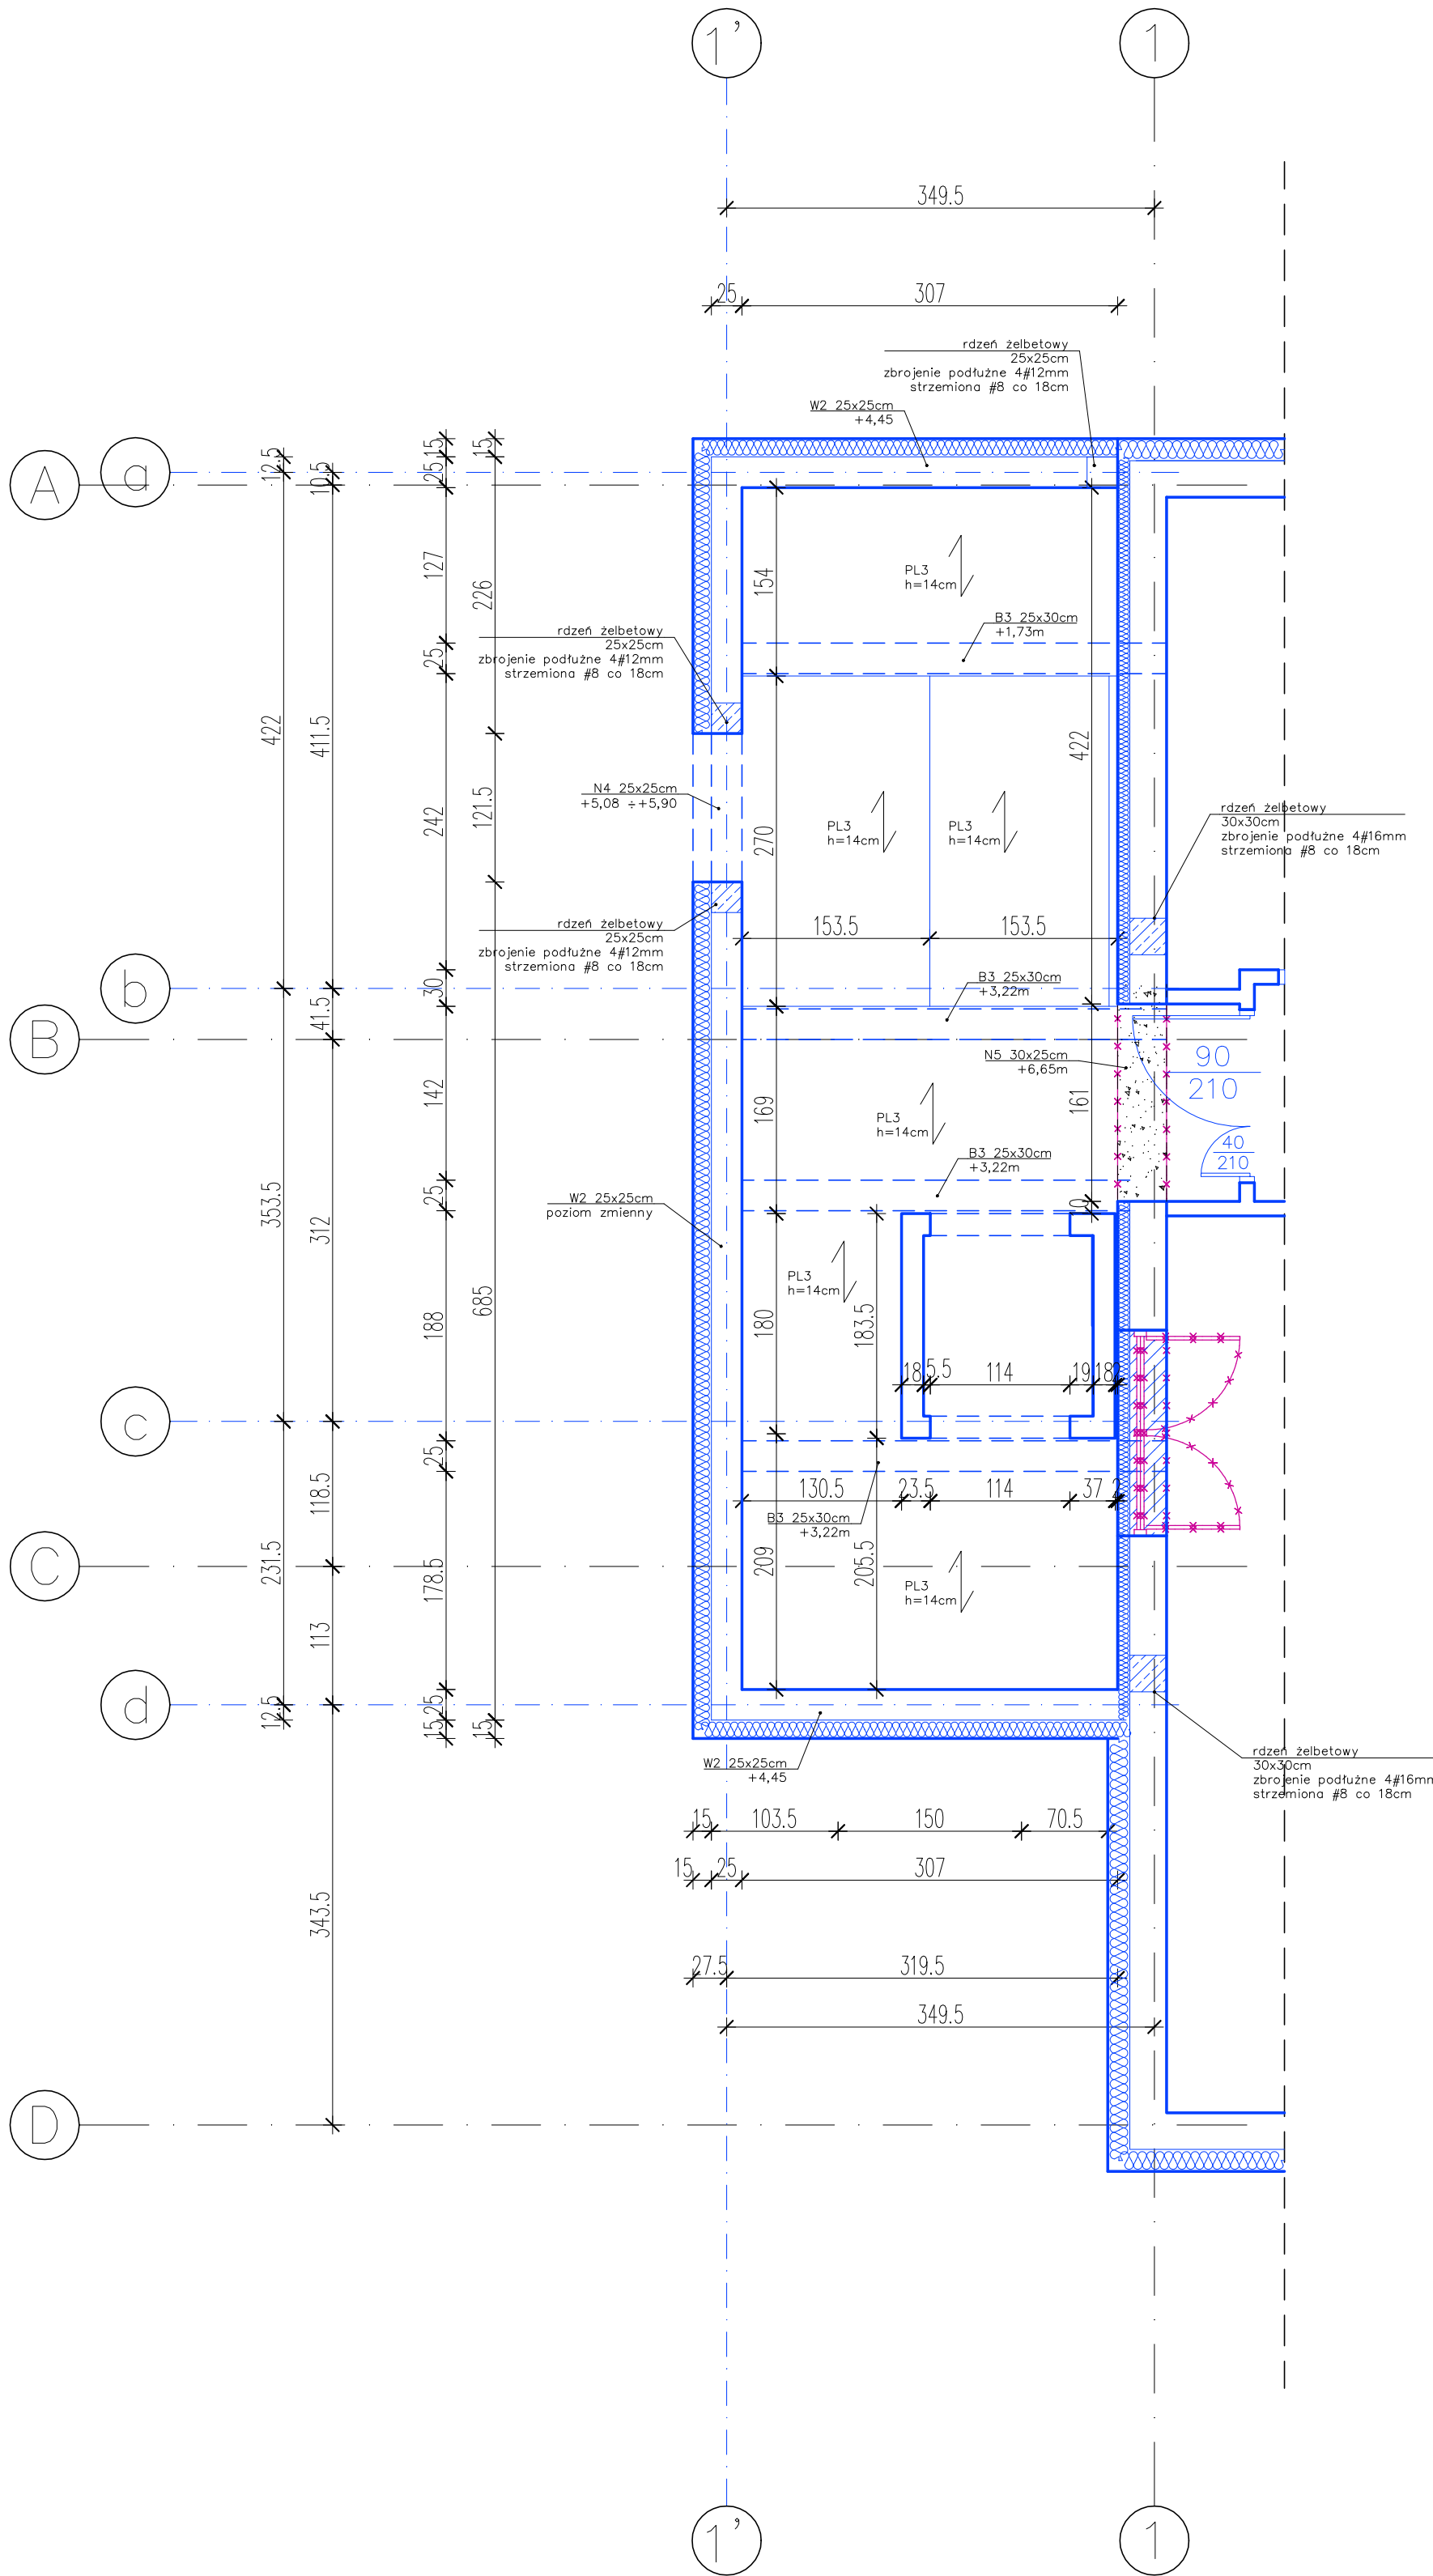 1'
1
349.5
25
307
rdzeń żelbetowy
25x25cm
zbrojenie podłużne 4#12mm
strzemiona #8 co 18cm
W2 25x25cm
+4,45
A
a
12.5
10.5
15
25
15
127
226
154
PL3
h=14cm
B3 25x30cm
+1,73m
rdzeń żelbetowy
25x25cm
zbrojenie podłużne 4#12mm
strzemiona #8 co 18cm
25
422
411.5
422
N4 25x25cm
+5,08 ÷+5,90
242
121.5
270
PL3
h=14cm
PL3
h=14cm
rdzeń żelbetowy
30x30cm
zbrojenie podłużne 4#16mm
strzemiona #8 co 18cm
rdzeń żelbetowy
25x25cm
zbrojenie podłużne 4#12mm
strzemiona #8 co 18cm
153.5
153.5
b
30
B3 25x30cm
+3,22m
41.5
B
N5 30x25cm
+6,65m
90
210
142
169
161
PL3
h=14cm
40
210
B3 25x30cm
+3,22m
25
W2 25x25cm
poziom zmienny
353.5
312
PL3
h=14cm
188
685
180
183.5
18
5.5
114
19
18
2
c
25
118.5
130.5
23.5
114
37
2
B3 25x30cm
+3,22m
C
231.5
178.5
209
205.5
PL3
h=14cm
113
d
12.5
25
15
15
W2 25x25cm
+4,45
rdzeń żelbetowy
30x30cm
zbrojenie podłużne 4#16mm
strzemiona #8 co 18cm
15
103.5
150
70.5
15
25
307
343.5
27.5
319.5
349.5
D
1'
1